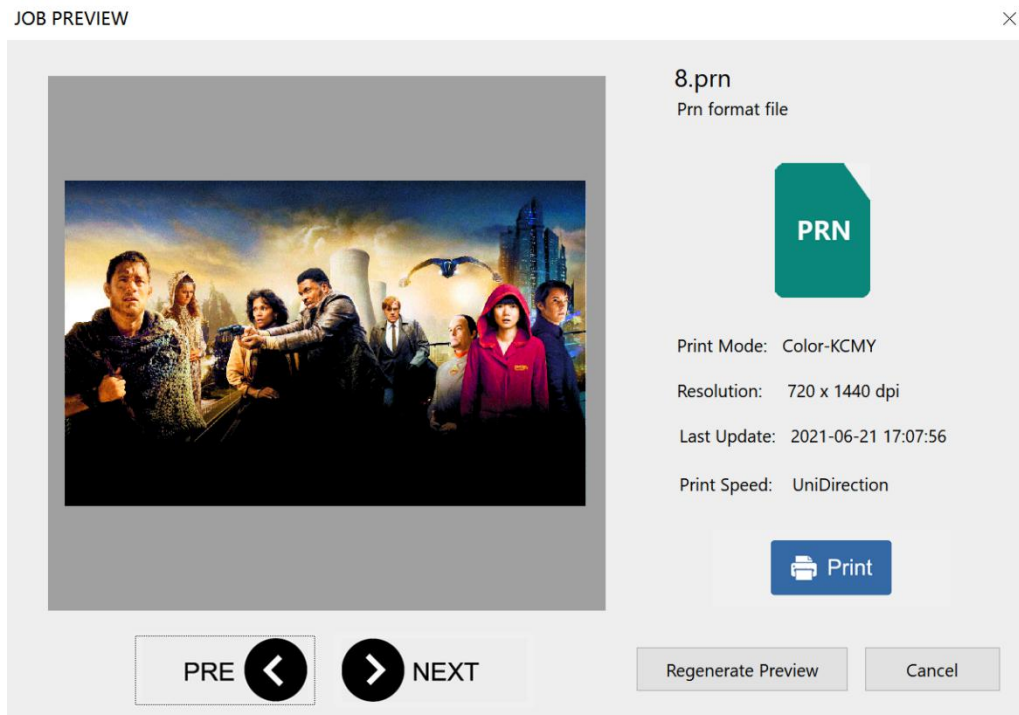 JOB PREVIEW
8.prn
Prn format file
PRN
Print Mode: Color-KCMY
Resolution: 720 x 1440 dpi
Last Update: 2021-06-21 17:07:56
Print Speed: UniDirection
Print
PRE
NEXT
Regenerate Preview
Cancel